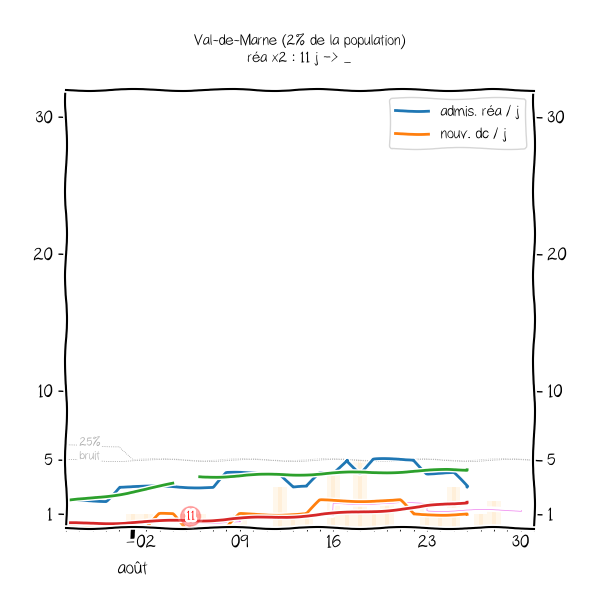 Val-de-Marne (2% de la population)
réa x2 : 11 j -> _
admis. réa / j
nouv. dc / j
30 30
20 20
10 10
25%
bruit
5 5
1 1
11
02 09 16 23 30
août